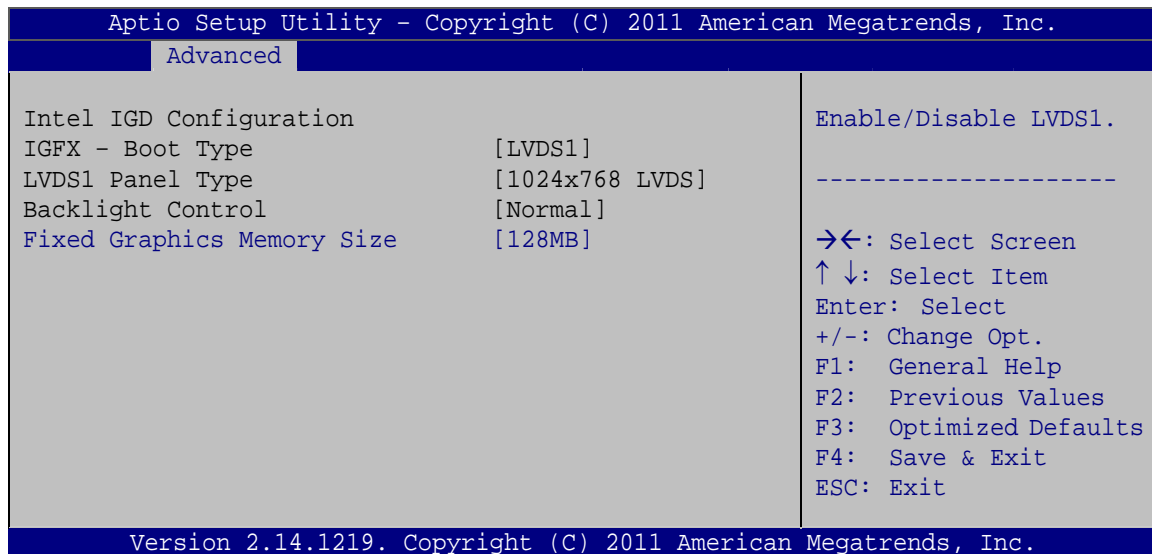 Aptio Setup Utility – Copyright (C) 2011 American Megatrends, Inc.
Advanced
Intel IGD Configuration
IGFX – Boot Type [LVDS1]
LVDS1 Panel Type [1024x768 LVDS]
Backlight Control [Normal]
Fixed Graphics Memory Size [128MB]
Enable/Disable LVDS1.
---------------------
→←: Select Screen
↑ ↓: Select Item
Enter: Select
+/-: Change Opt.
F1: General Help
F2: Previous Values
F3: Optimized Defaults
F4: Save & Exit
ESC: Exit
Version 2.14.1219. Copyright (C) 2011 American Megatrends, Inc.